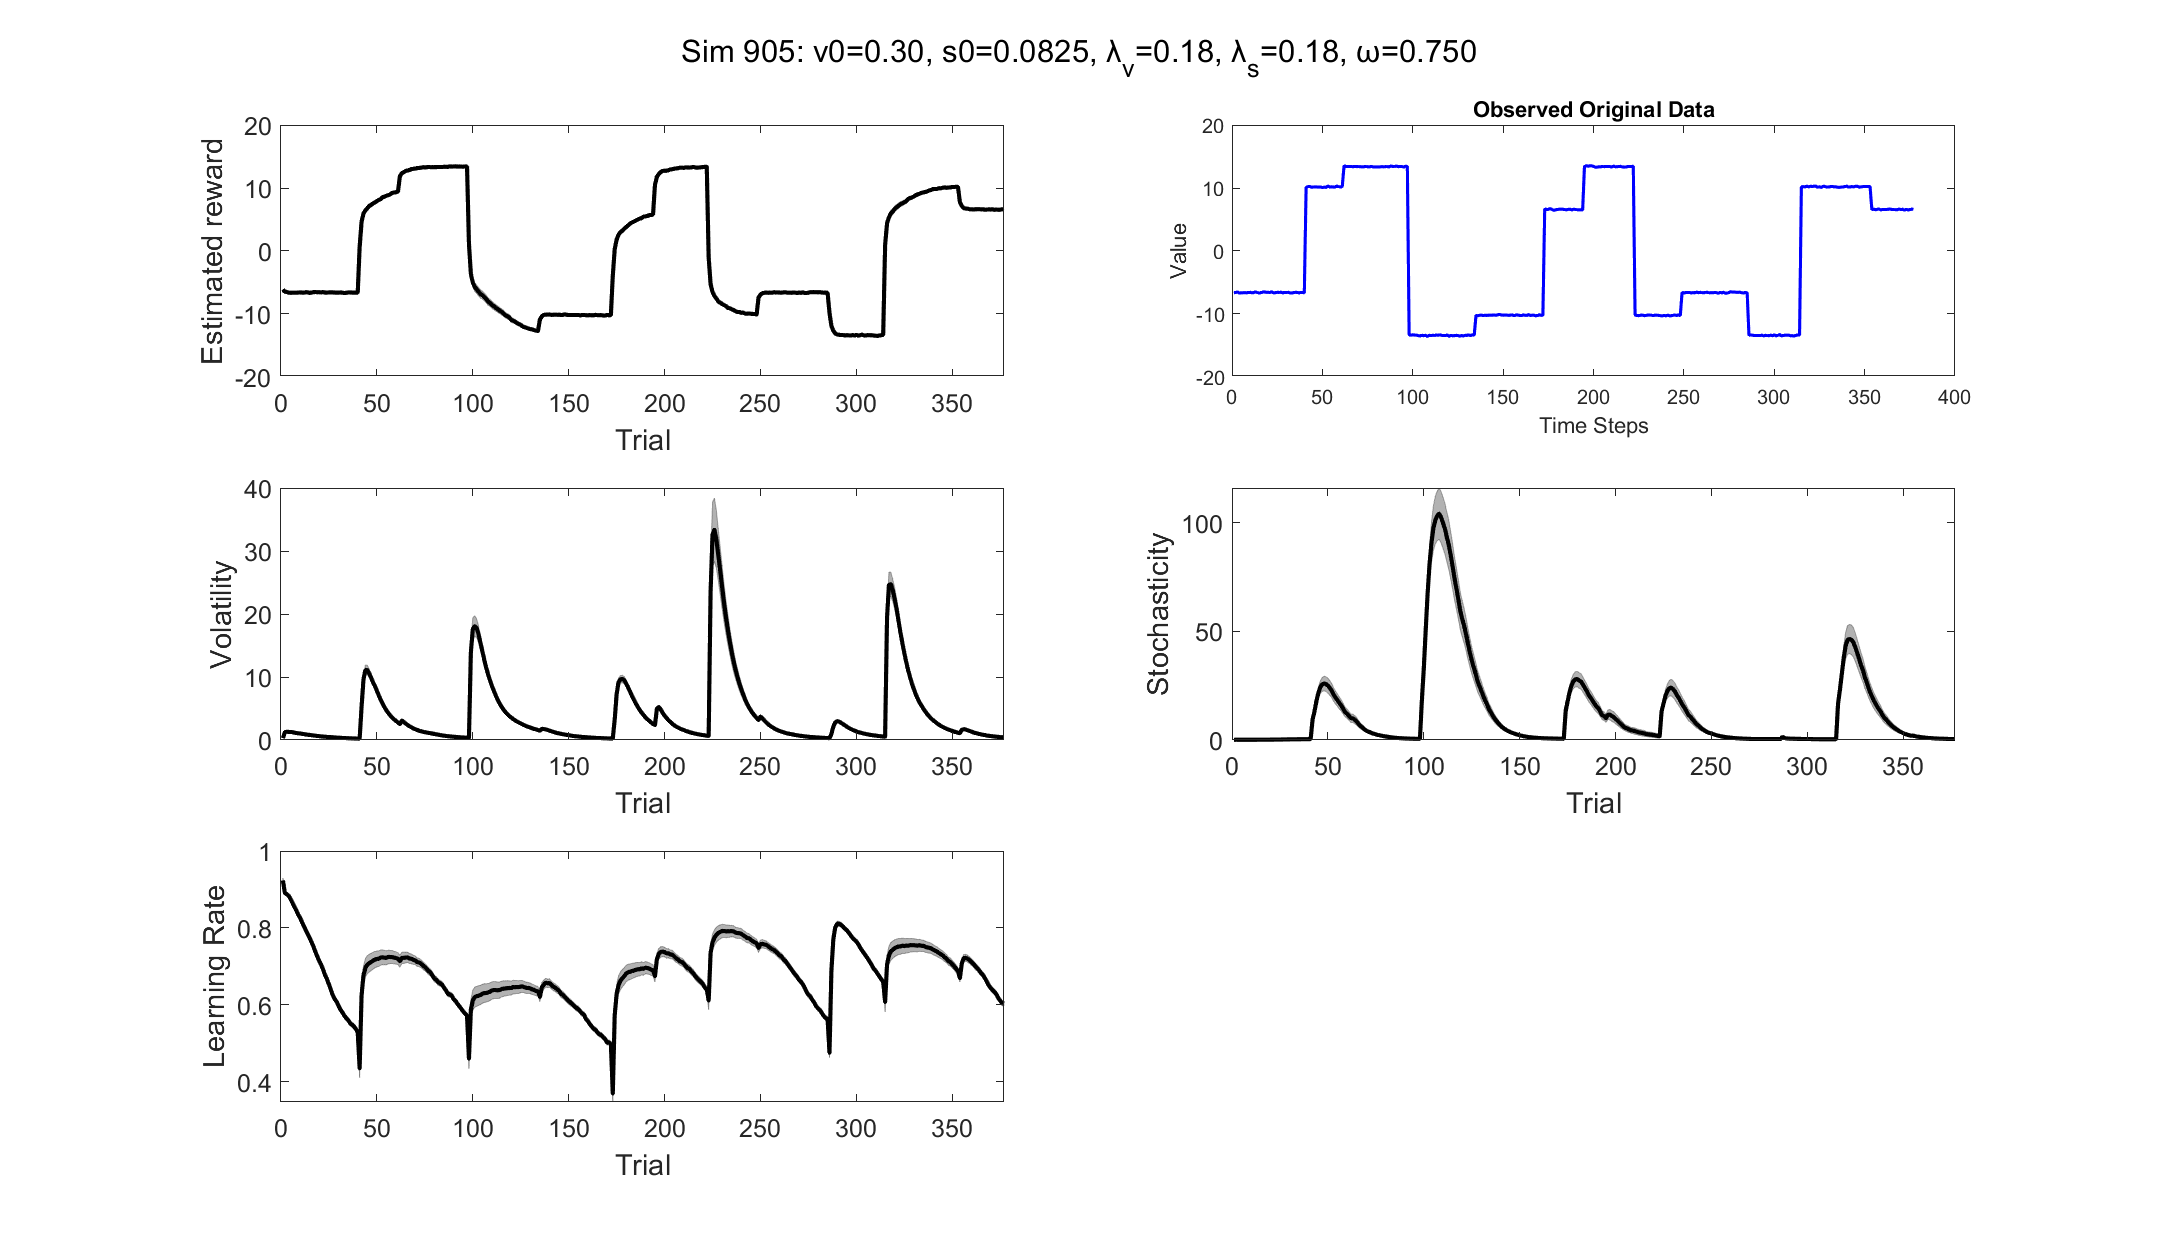 Sim 905: v0=0.30, s0=0.0825, λv=0.18, λs=0.18, ω=0.750
Estimated reward
20
10
0
-10
-20
0 50 100 150 200 250 300 350
Trial
Observed Original Data
Value
20
10
0
-10
-20
0 50 100 150 200 250 300 350 400
Time Steps
Volatility
40
30
20
10
0
0 50 100 150 200 250 300 350
Trial
Stochasticity
100
50
0
0 50 100 150 200 250 300 350
Trial
Learning Rate
1
0.8
0.6
0.4
0 50 100 150 200 250 300 350
Trial